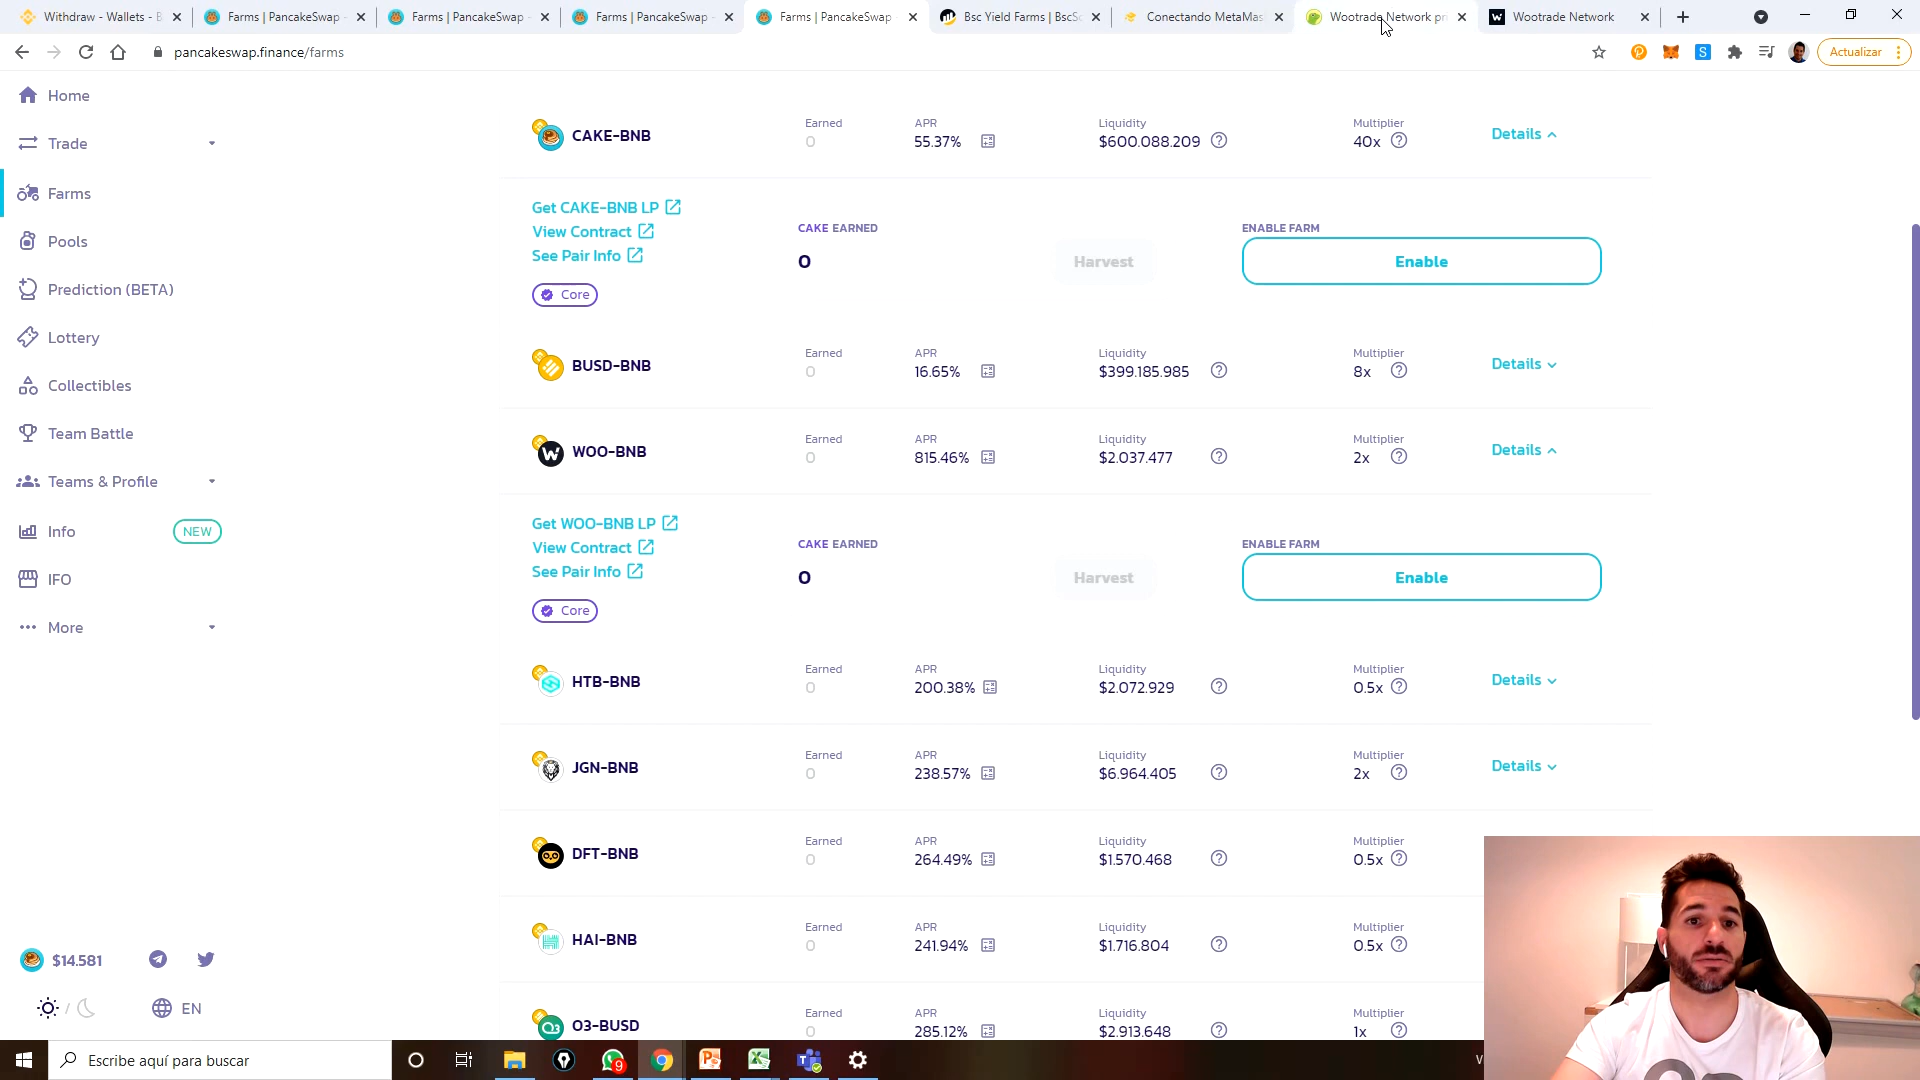 Withdraw - Wallets - B
Farms | PancakeSwap
Farms | PancakeSwap
Farms | PancakeSwap
Farms | PancakeSwap
Bsc Yield Farms | BscSc
Conectando MetaMas
Wootrade Network pri
Wootrade Network
pancakeswap.finance/farms
Actualizar
Home
Trade
Farms
Pools
Prediction (BETA)
Lottery
Collectibles
Team Battle
Teams & Profile
Info NEW
IFO
More
$14.581
EN
CAKE-BNB
Earned
0
APR
55.37%
Liquidity
$600.088.209
Multiplier
40x
Details
Get CAKE-BNB LP
View Contract
See Pair Info
Core
CAKE EARNED
0
Harvest
ENABLE FARM
Enable
BUSD-BNB
Earned
0
APR
16.65%
Liquidity
$399.185.985
Multiplier
8x
Details
WOO-BNB
Earned
0
APR
815.46%
Liquidity
$2.037.477
Multiplier
2x
Details
Get WOO-BNB LP
View Contract
See Pair Info
Core
CAKE EARNED
0
Harvest
ENABLE FARM
Enable
HTB-BNB
Earned
0
APR
200.38%
Liquidity
$2.072.929
Multiplier
0.5x
Details
JGN-BNB
Earned
0
APR
238.57%
Liquidity
$6.964.405
Multiplier
2x
Details
DFT-BNB
Earned
0
APR
264.49%
Liquidity
$1.570.468
Multiplier
0.5x
HAI-BNB
Earned
0
APR
241.94%
Liquidity
$1.716.804
Multiplier
0.5x
O3-BUSD
Earned
0
APR
285.12%
Liquidity
$2.913.648
Multiplier
1x
Escribe aquí para buscar
9